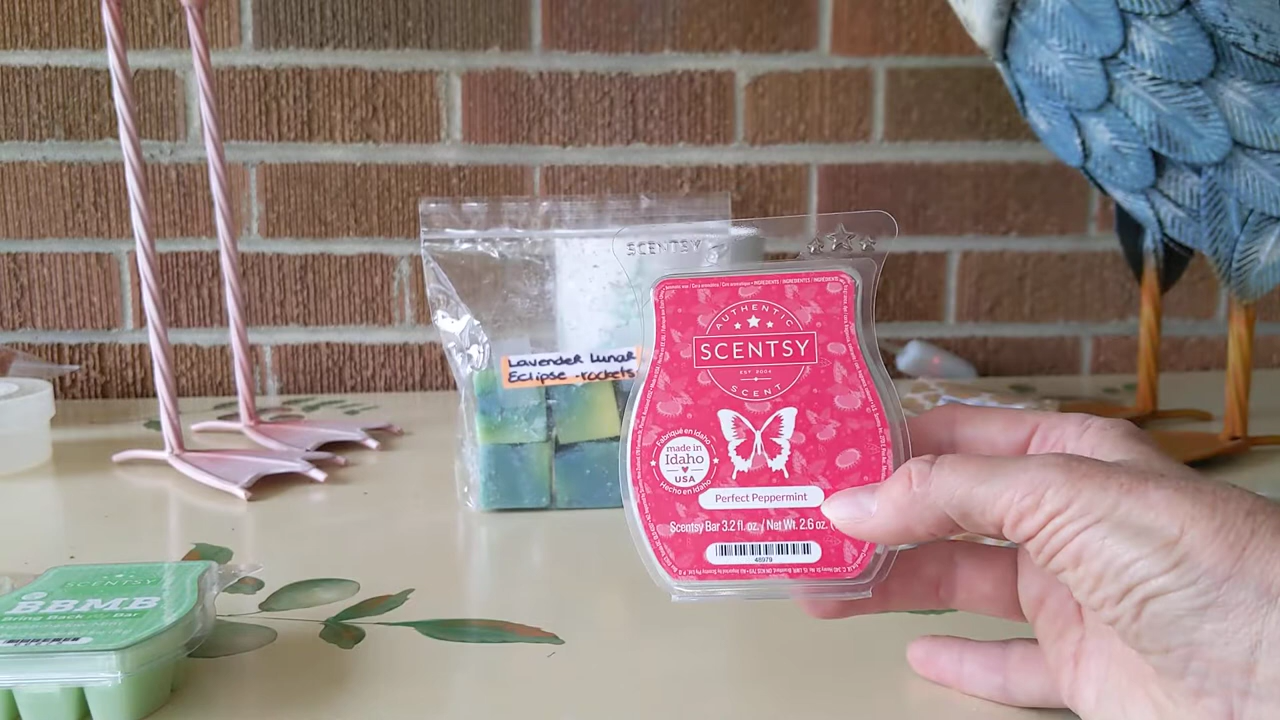 SCENTSY
Lavender Lunar
Eclipse -rockets
AUTHENTIC
SCENTSY
EST 2004
SCENT
Fabriqué en Idaho
made in
Idaho
USA
Hecho en Idaho
Perfect Peppermint
Scentsy Bar 3.2 fl. oz. / Net Wt. 2.6 oz.
48979
SCENTSY
BBMB
Bring Back My Bar